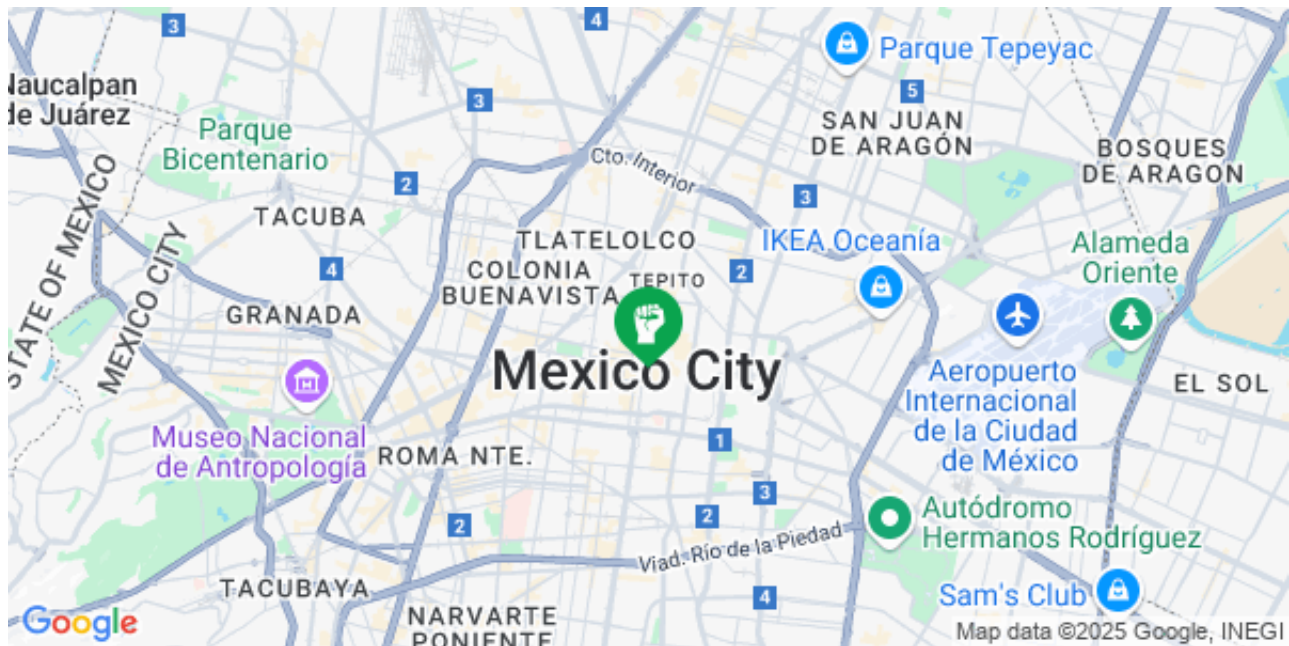 3
4
Parque Tepeyac
Naucalpan
de Juárez
3
5
SAN JUAN
DE ARAGÓN
Parque
Bicentenario
Cto. Interior
BOSQUES
DE ARAGON
2
3
TACUBA
STATE OF MEXICO
MEXICO CITY
TLATELOLCO
IKEA Oceanía
Alameda
Oriente
4
COLONIA
BUENAVISTA
TEPITO
2
GRANADA
Mexico City
Aeropuerto
Internacional
de la Ciudad
de México
EL SOL
Museo Nacional
de Antropología
ROMA NTE.
1
3
2
2
Autódromo
Hermanos Rodríguez
Viad. Río de la Piedad
TACUBAYA
4
Sam's Club
NARVARTE
PONIENTE
Google
Map data ©2025 Google, INEGI